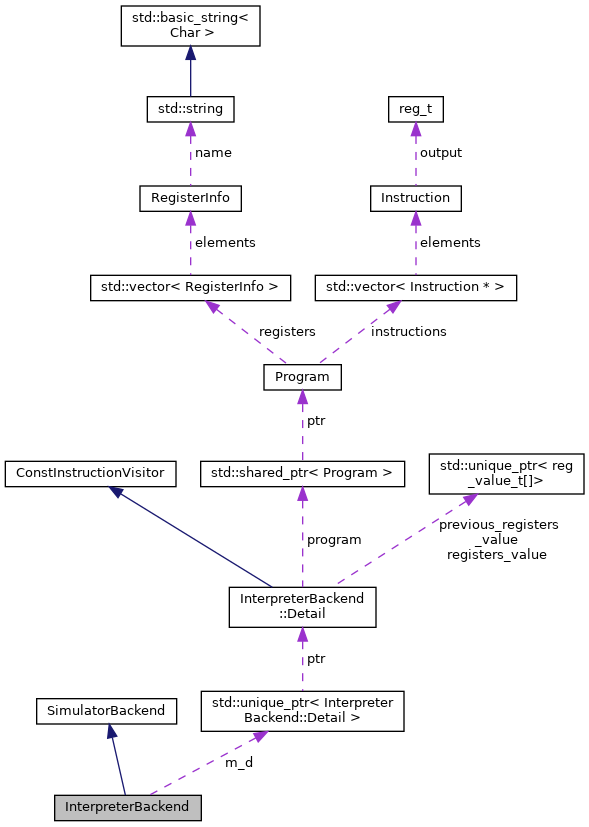 std::basic_string<
Char >
std::string
reg_t
name
output
RegisterInfo
Instruction
elements
elements
std::vector< RegisterInfo >
std::vector< Instruction * >
registers
instructions
Program
ptr
ConstInstructionVisitor
std::shared_ptr< Program >
std::unique_ptr< reg
_value_t[]>
program
previous_registers
_value
registers_value
InterpreterBackend
::Detail
ptr
SimulatorBackend
std::unique_ptr< Interpreter
Backend::Detail >
m_d
InterpreterBackend